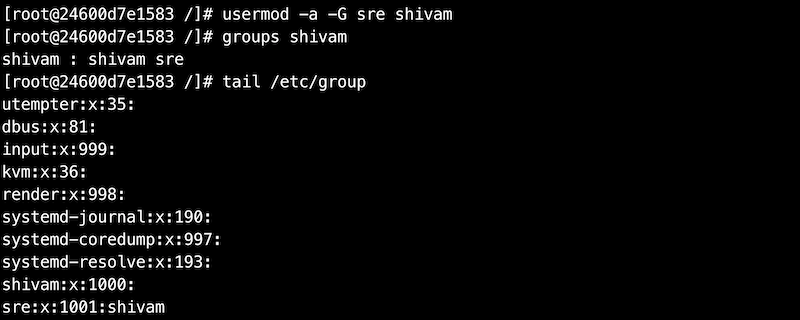 [root@24600d7e1583 /]# usermod -a -G sre shivam
[root@24600d7e1583 /]# groups shivam
shivam : shivam sre
[root@24600d7e1583 /]# tail /etc/group
utempter:x:35:
dbus:x:81:
input:x:999:
kvm:x:36:
render:x:998:
systemd-journal:x:190:
systemd-coredump:x:997:
systemd-resolve:x:193:
shivam:x:1000:
sre:x:1001:shivam